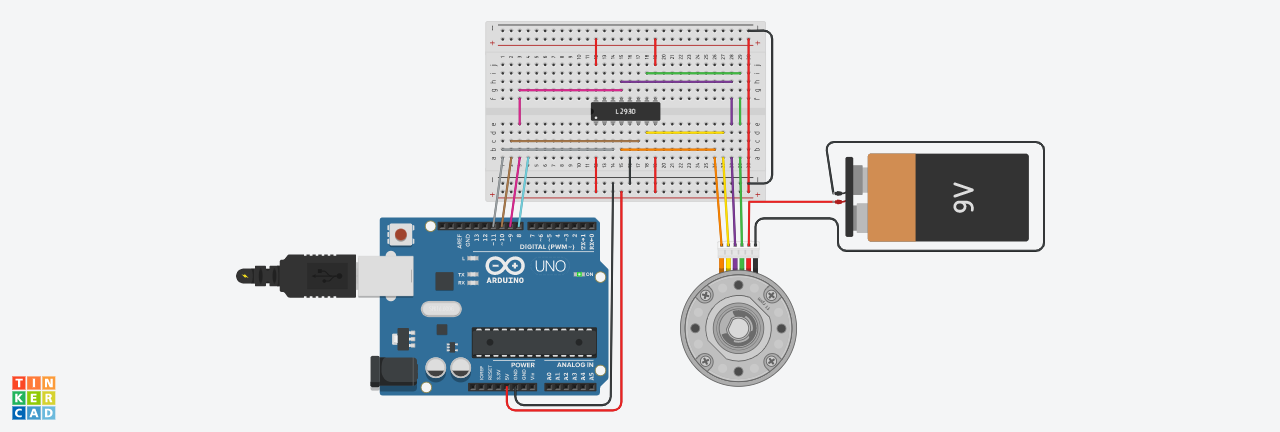 L293D
9V
AREF
GND
13
12
~11
~10
~9
8
7
~6
~5
4
~3
2
TX→1
RX←0
DIGITAL (PWM~)
L
TX
RX
UNO
ARDUINO
ON
POWER
ANALOG IN
IOREF
RESET
3.3V
5V
GND
GND
Vin
A0
A1
A2
A3
A4
A5
TIN
KER
CAD